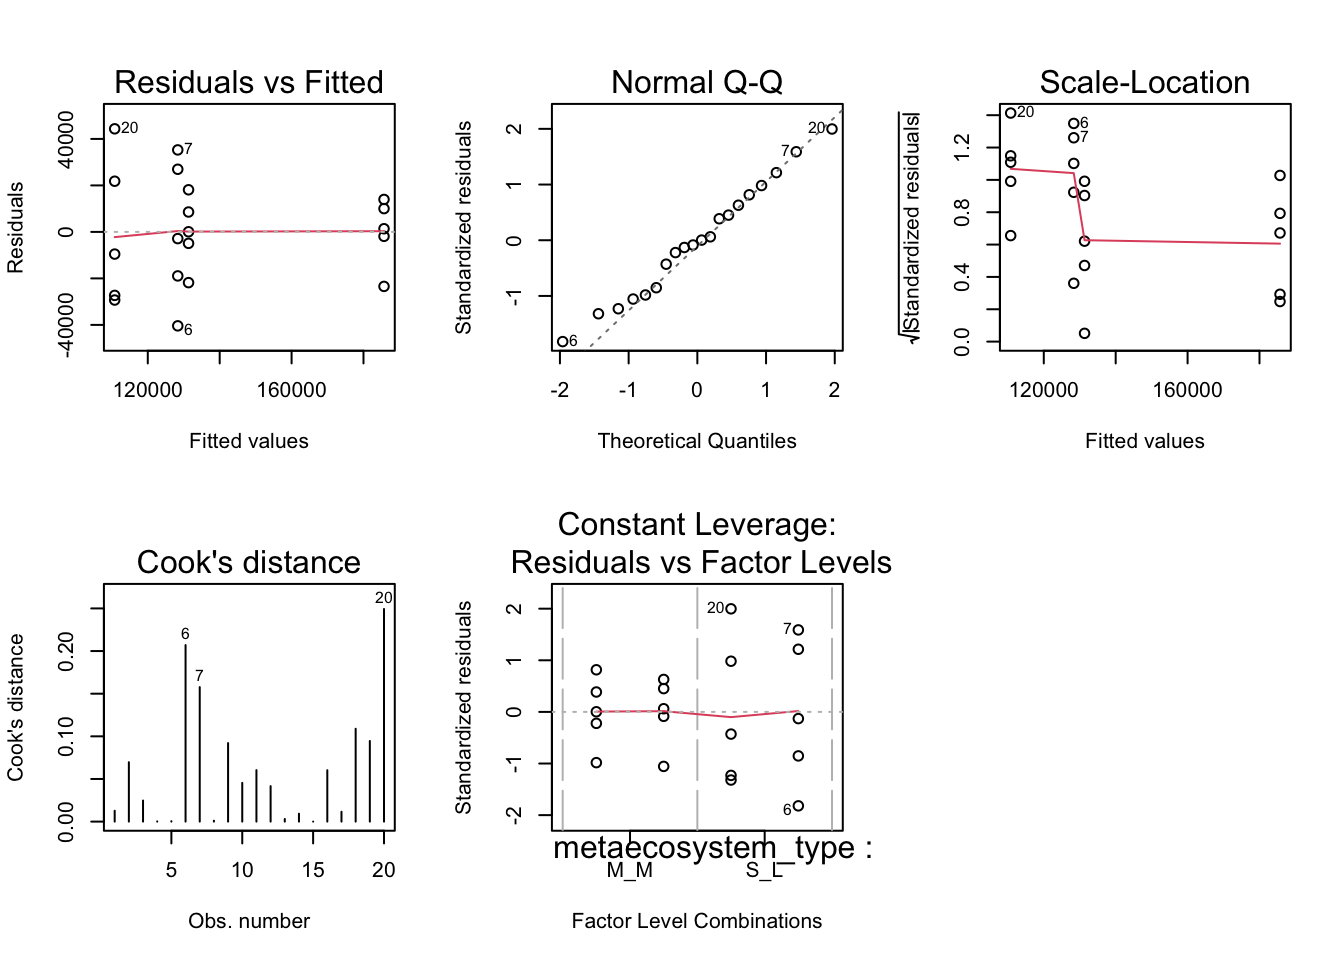 Residuals vs Fitted
Residuals
40000
0
-40000
20
7
6
120000 160000
Fitted values
Normal Q-Q
Standardized residuals
2
1
0
-1
20
7
6
-2 -1 0 1 2
Theoretical Quantiles
Scale-Location
√|Standardized residuals|
1.2
0.8
0.4
0.0
20
6
7
120000 160000
Fitted values
Cook's distance
Cook's distance
0.20
0.10
0.00
6
7
20
5 10 15 20
Obs. number
Constant Leverage:
Residuals vs Factor Levels
Standardized residuals
2
1
0
-1
-2
20
7
6
metaecosystem_type :
M_M S_L
Factor Level Combinations